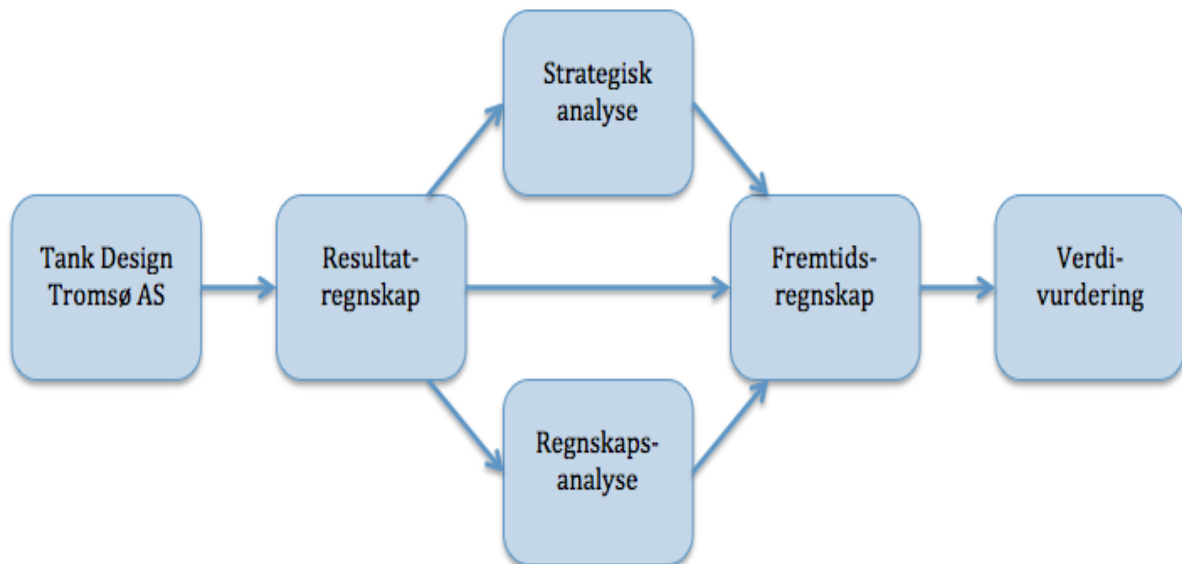 Strategisk
analyse
Tank Design
Tromsø AS
Resultat-
regnskap
Fremtids-
regnskap
Verdi-
vurdering
Regnskaps-
analyse